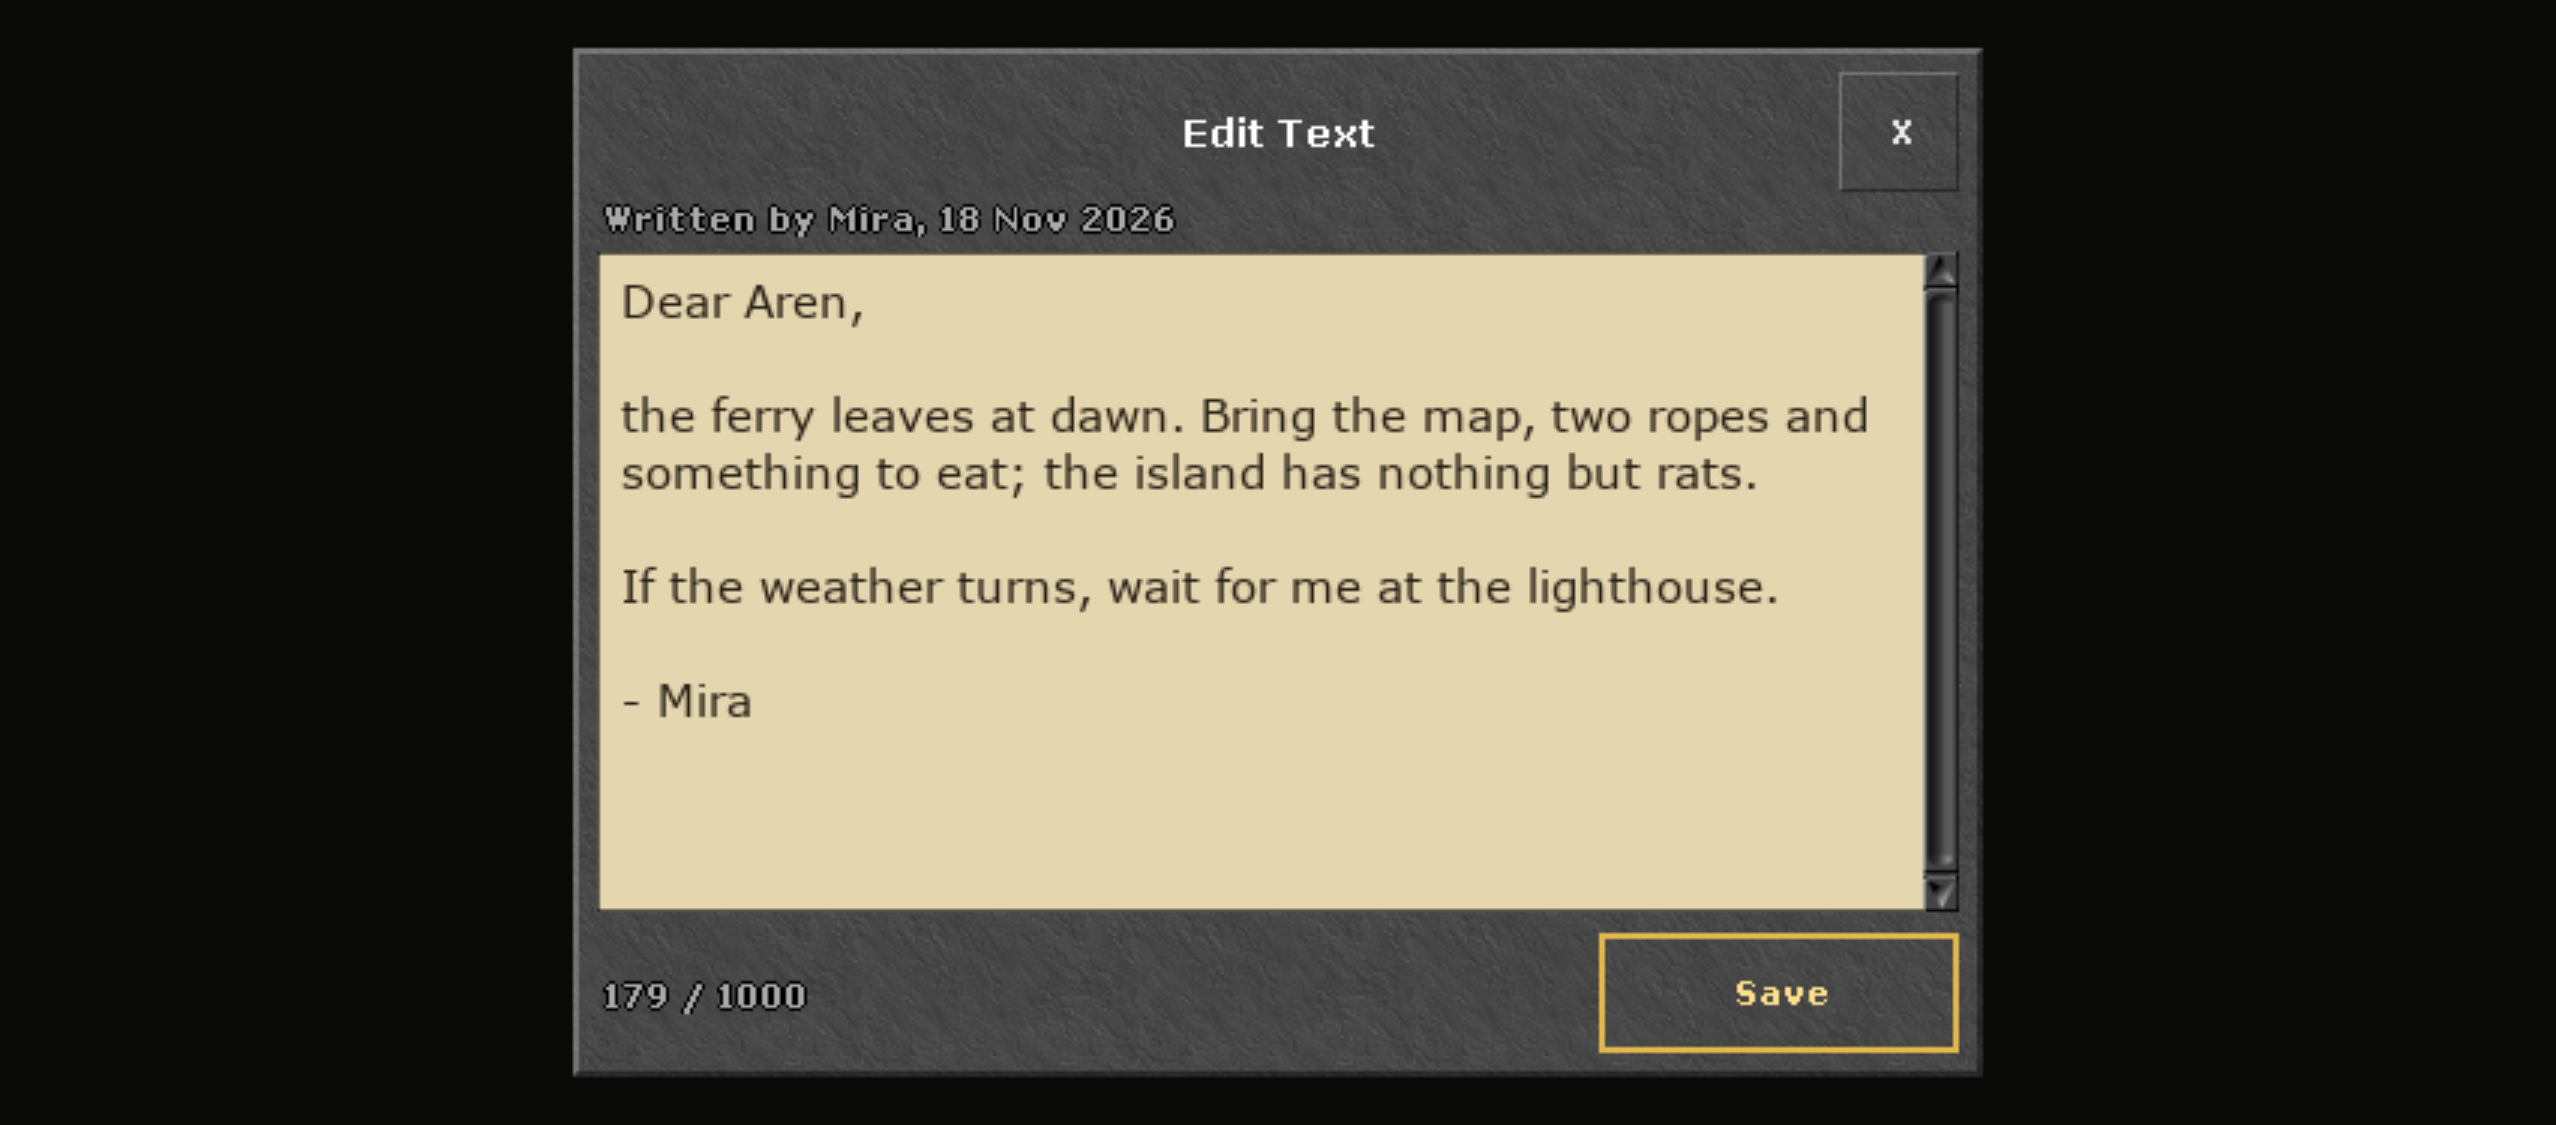 Edit Text
X
Written by Mira, 18 Nov 2026
Dear Aren,
the ferry leaves at dawn. Bring the map, two ropes and
something to eat; the island has nothing but rats.
If the weather turns, wait for me at the lighthouse.
- Mira
179 / 1000
Save